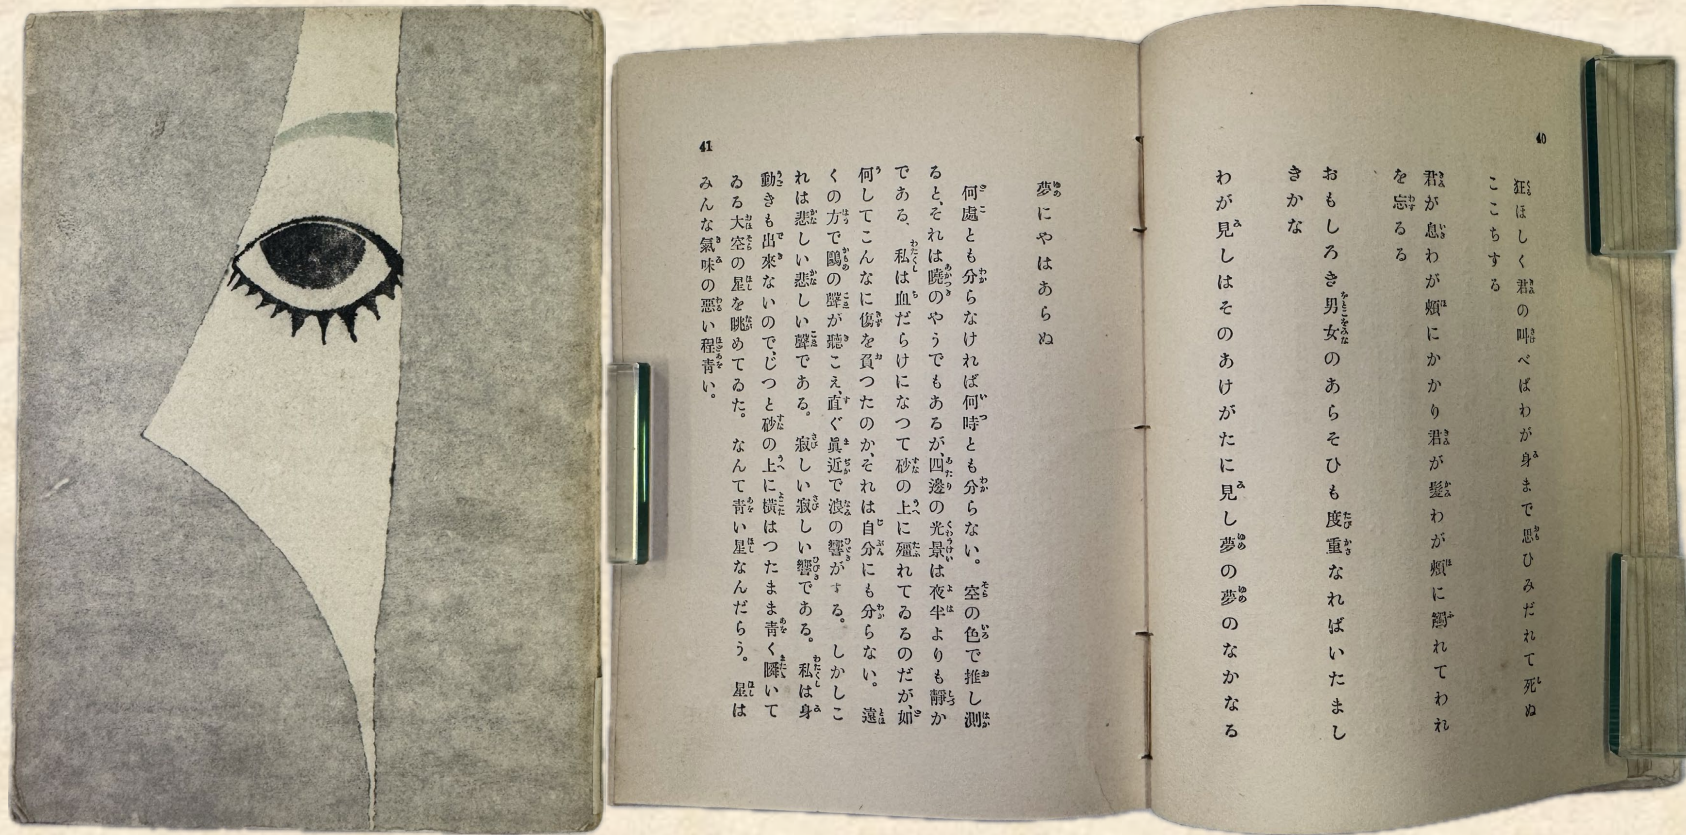 40
狂ほしく君の叫べばわが身まで思ひみだれて死ぬ
ここちする
君が息わが頬にかかり君が髪わが頬に觸れてわれ
を忘るる
おもしろき男女のあらそひも度重なればいたまし
きかな
わが見しはそのあけがたに見し夢の夢のなかなる
夢にやはあらぬ
何處とも分らなければ何時とも分らない。空の色で推し測
ると、それは曉のやうでもあるが、四邊の光景は夜半よりも靜か
である、私は血だらけになつて砂の上に殪れてゐるのだが、如
何してこんなに傷を負つたのか、それは自分にも分らない。遠
くの方で鷗の聲が聽こえ、直ぐ眞近で浪の響がする。しかしこ
れは悲しい悲しい聲である。寂しい寂しい響である。私は身
動きも出來ないので、じつと砂の上に横はつたまま青く瞬いて
ゐる大空の星を眺めてゐた。なんて青い星なんだらう。星は
みんな氣味の惡い程青い。
41